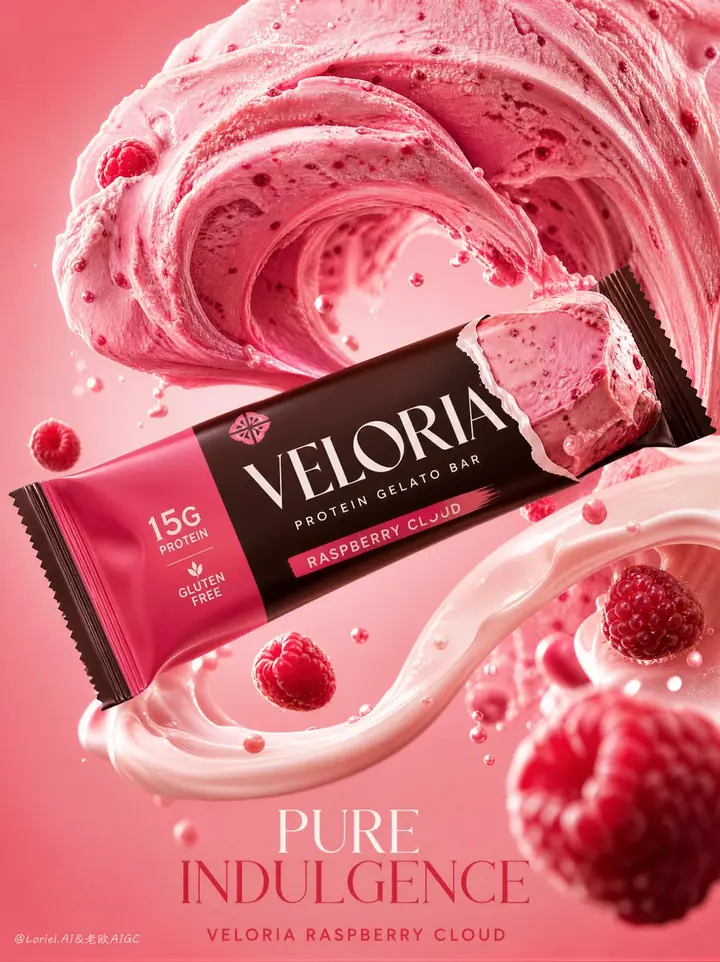 VELORIA
PROTEIN GELATO BAR
RASPBERRY CLOUD
15G
PROTEIN
GLUTEN
FREE
PURE
INDULGENCE
VELORIA RASPBERRY CLOUD
@Loriel.AI&老欧AIGC